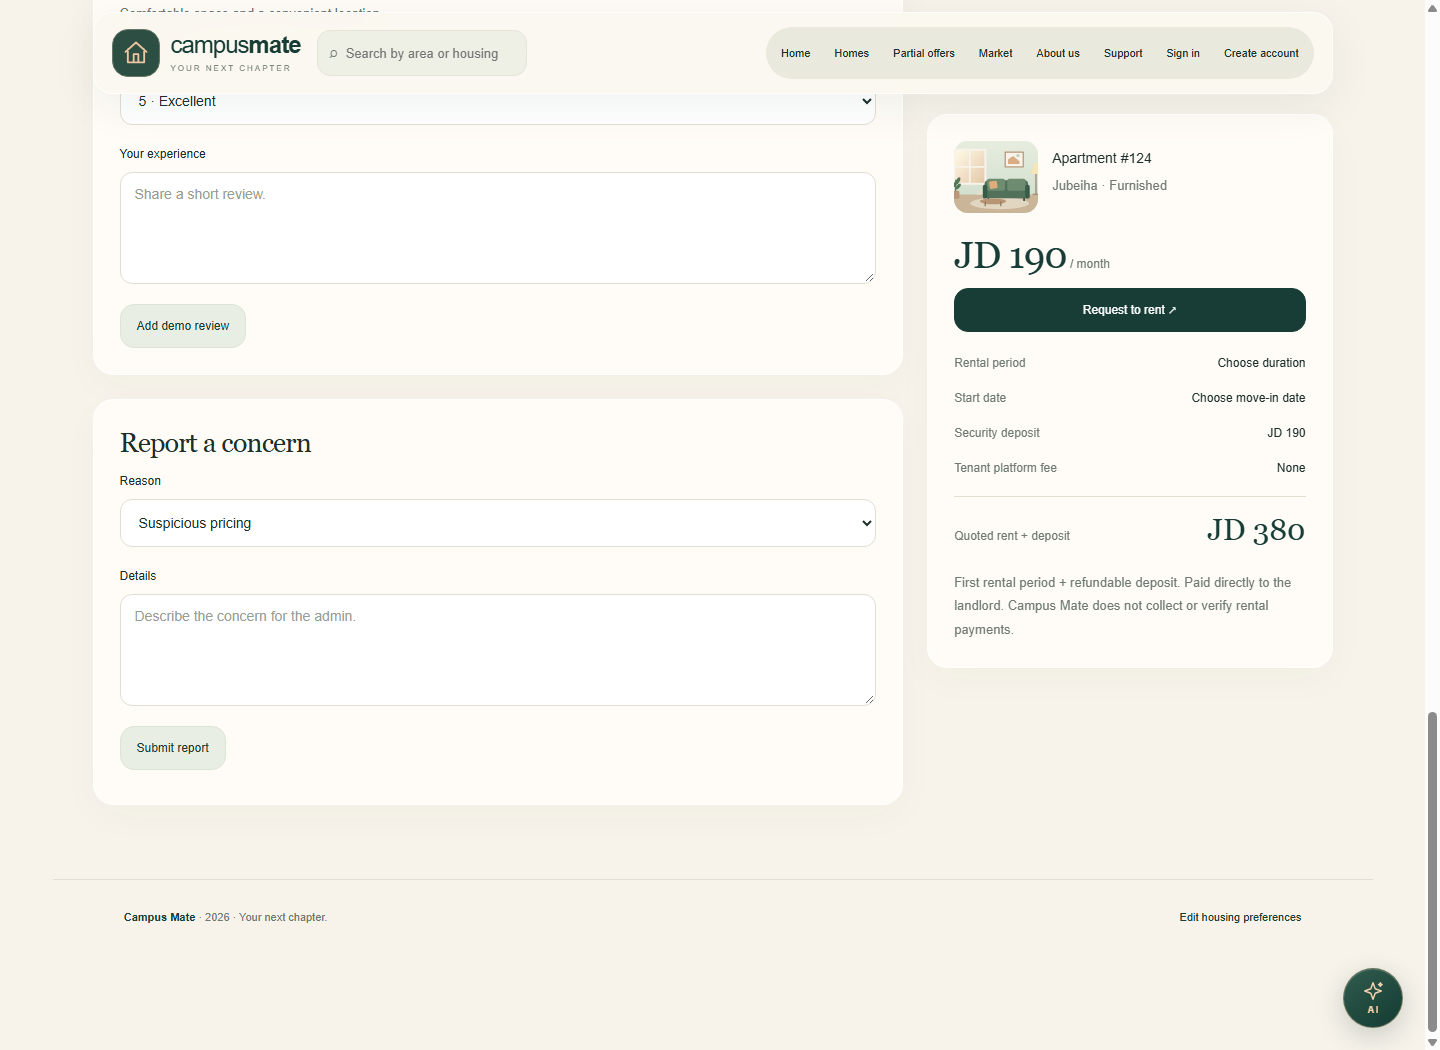 campusmate
YOUR NEXT CHAPTER
Search by area or housing
Home
Homes
Partial offers
Market
About us
Support
Sign in
Create account
5 · Excellent
Your experience
Share a short review.
Add demo review
Report a concern
Reason
Suspicious pricing
Details
Describe the concern for the admin.
Submit report
Apartment #124
Jubeiha · Furnished
JD 190 / month
Request to rent ↗
Rental period Choose duration
Start date Choose move-in date
Security deposit JD 190
Tenant platform fee None
Quoted rent + deposit JD 380
First rental period + refundable deposit. Paid directly to the
landlord. Campus Mate does not collect or verify rental
payments.
Campus Mate · 2026 · Your next chapter.
Edit housing preferences
AI